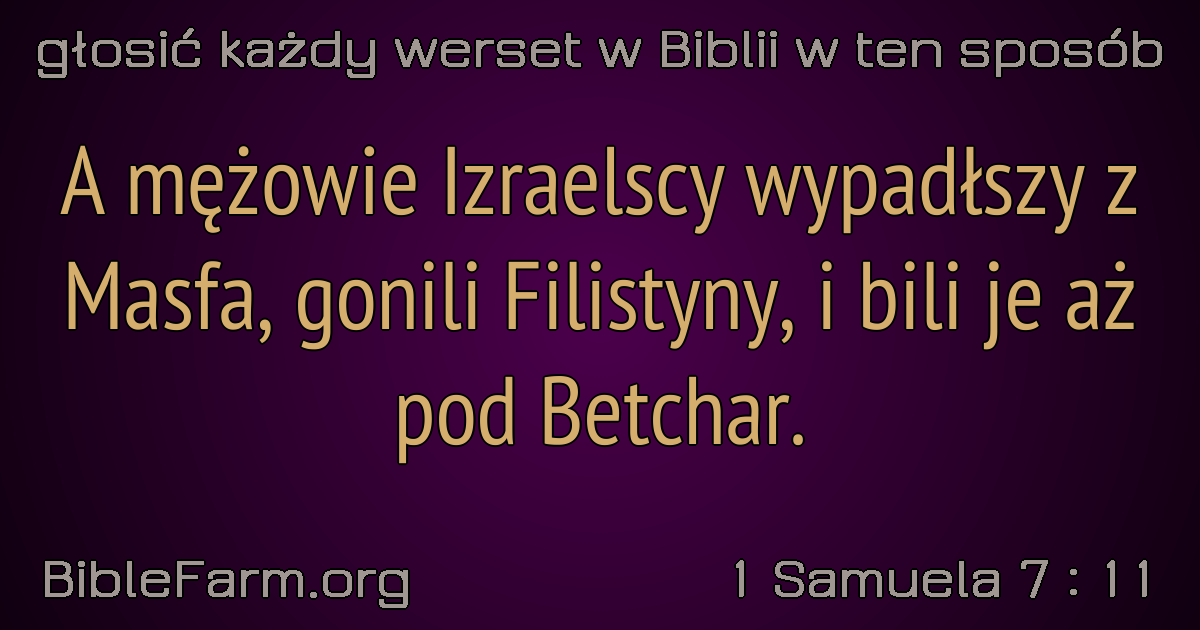 głosić każdy werset w Biblii w ten sposób
A mężowie Izraelscy wypadłszy z
Masfa, gonili Filistyny, i bili je aż
pod Betchar.
BibleFarm.org
1 Samuela 7 : 11